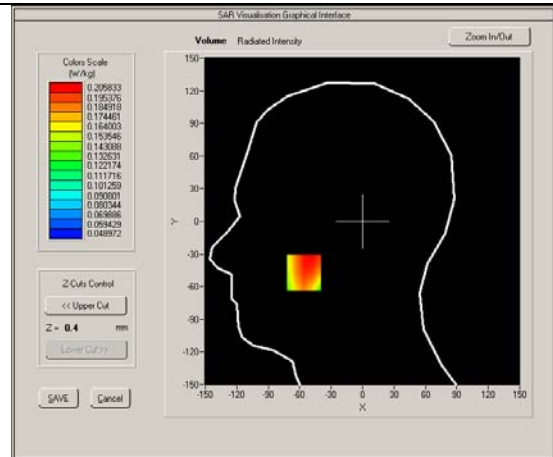 SAR Visualisation Graphical Interface
Volume Radiated Intensity
Zoom In/Out
Colors Scale
(W/kg)
0.205833
0.195376
0.184918
0.174461
0.164003
0.153546
0.143088
0.132631
0.122174
0.111716
0.101259
0.090801
0.080344
0.069886
0.059429
0.048972
Z-Cuts Control
<< Upper Cut
Z = 0.4 mm
Lower Cut >>
SAVE Cancel
150
120
90
60
30
0
-30
-60
-90
-120
-150
Y
-150 -120 -90 -60 -30 0 30 60 90 120 150
X